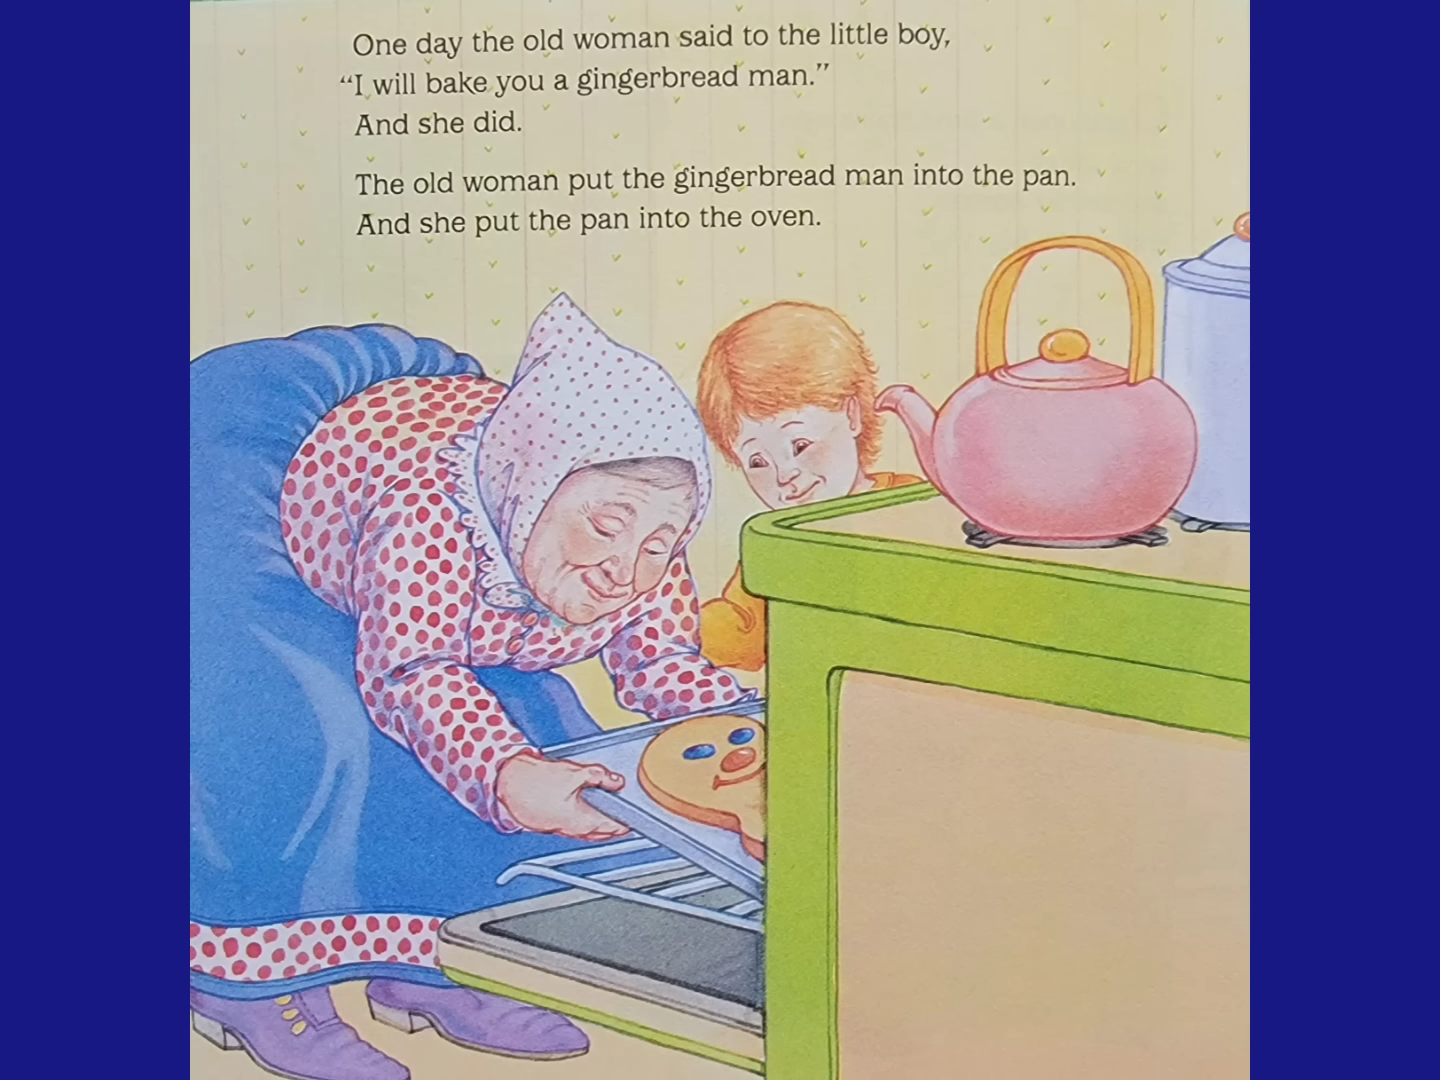 One day the old woman said to the little boy,
“I will bake you a gingerbread man.”
And she did.
The old woman put the gingerbread man into the pan.
And she put the pan into the oven.